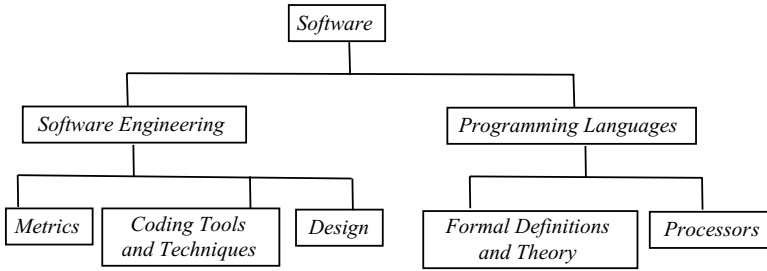 Software
Software Engineering
Programming Languages
Metrics
Coding Tools
and Techniques
Design
Formal Definitions
and Theory
Processors